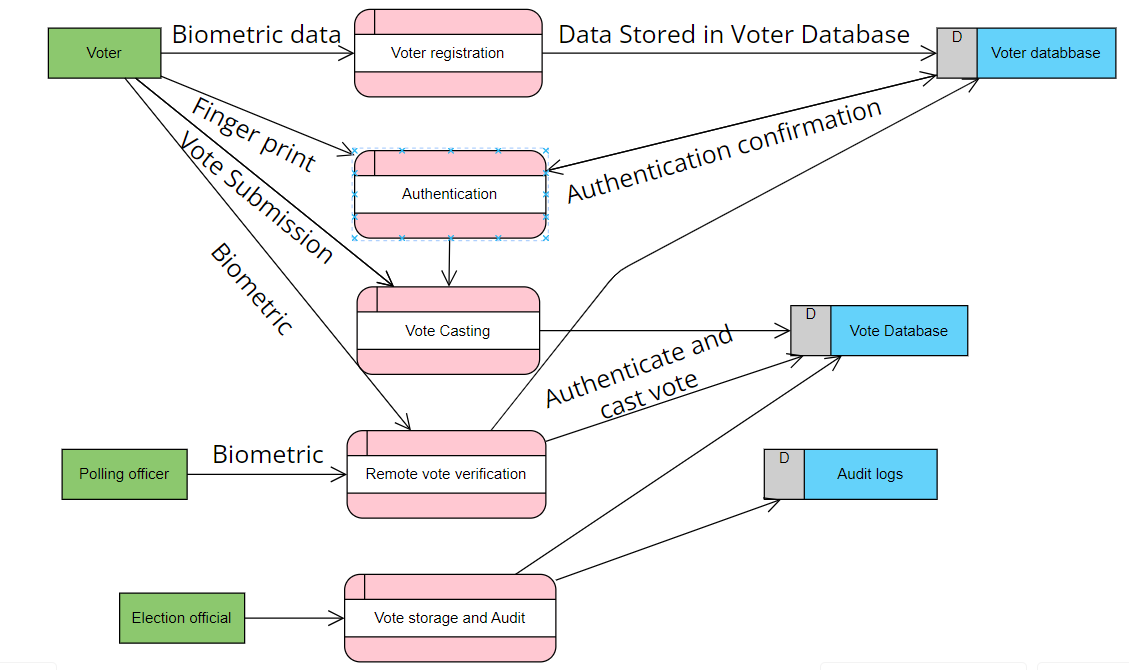 Voter
Biometric data
Voter registration
Data Stored in Voter Database
D
Voter databbase
Finger print
Authentication confirmation
Vote Submission
Authentication
Biometric
Vote Casting
D
Vote Database
Authenticate and
cast vote
Polling officer
Biometric
Remote vote verification
D
Audit logs
Election official
Vote storage and Audit